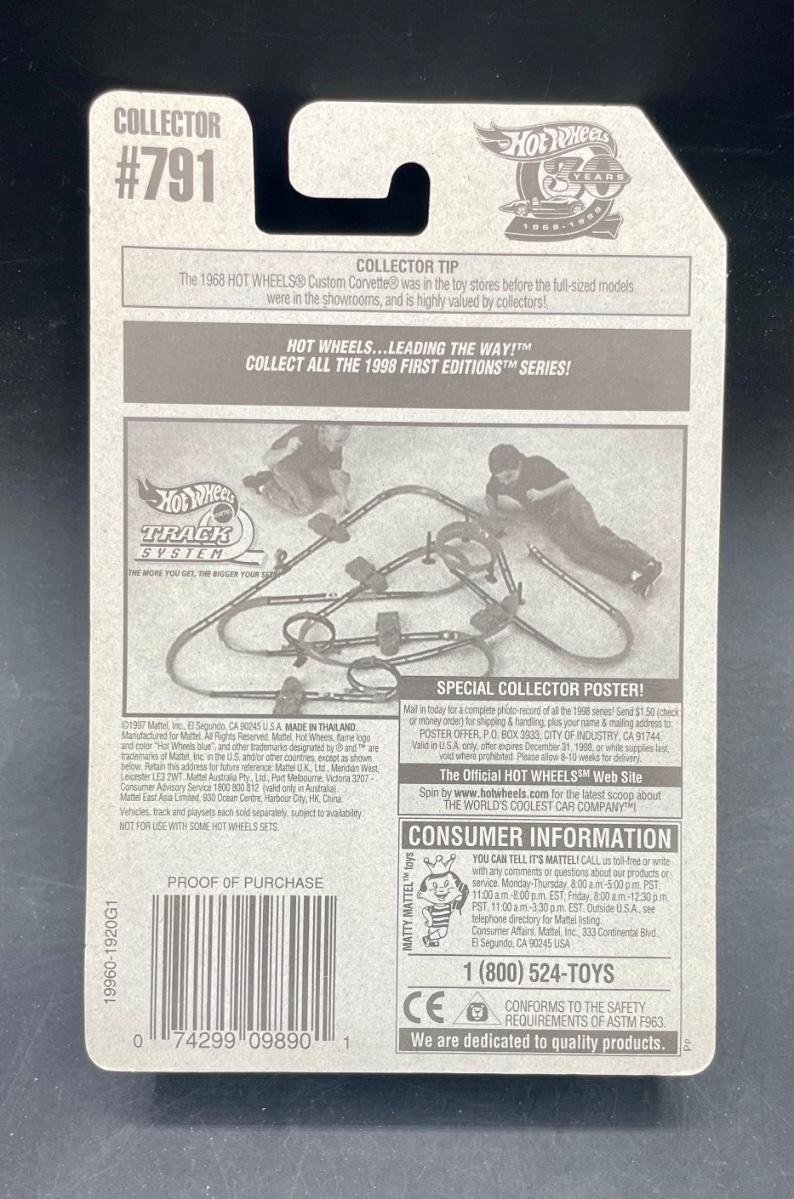 COLLECTOR
#791
HOT WHEELS
30
YEARS
1968-1998
COLLECTOR TIP
The 1968 HOT WHEELS® Custom Corvette® was in the toy stores before the full-sized models
were in the showrooms, and is highly valued by collectors!
HOT WHEELS...LEADING THE WAY!™
COLLECT ALL THE 1998 FIRST EDITIONS™ SERIES!
HOT WHEELS
MATTEL
TRACK
SYSTEM
THE MORE YOU GET, THE BIGGER YOUR SET!
SPECIAL COLLECTOR POSTER!
Mail in today for a complete photo-record of all the 1998 series! Send $1.50 (check
or money order) for shipping & handling, plus your name & mailing address to:
POSTER OFFER, P.O. BOX 3933, CITY OF INDUSTRY, CA 91744.
Valid in U.S.A. only, offer expires December 31, 1998, or while supplies last,
void where prohibited. Please allow 8-10 weeks for delivery.
The Official HOT WHEELS℠ Web Site
Spin by www.hotwheels.com for the latest scoop about
THE WORLD'S COOLEST CAR COMPANY™!
©1997 Mattel, Inc., El Segundo, CA 90245 U.S.A. MADE IN THAILAND.
Manufactured for Mattel. All Rights Reserved. Mattel, Hot Wheels, flame logo
and color "Hot Wheels blue", and other trademarks designated by ® and ™ are
trademarks of Mattel, Inc. in the U.S. and/or other countries, except as shown
below. Retain this address for future reference: Mattel U.K., Ltd., Meridian West,
Leicester LE3 2WT. Mattel Australia Pty., Ltd., Port Melbourne, Victoria 3207 -
Consumer Advisory Service 1800 800 812 (valid only in Australia).
Mattel East Asia Limited, 930 Ocean Centre, Harbour City, HK, China.
Vehicles, track and playsets each sold separately, subject to availability.
NOT FOR USE WITH SOME HOT WHEELS SETS.
CONSUMER INFORMATION
MATTY MATTEL™ toys
YOU CAN TELL IT'S MATTEL! CALL us toll-free or write
with any comments or questions about our products or
service. Monday-Thursday, 8:00 a.m.-5:00 p.m. PST,
11:00 a.m.-8:00 p.m. EST; Friday, 8:00 a.m.-12:30 p.m.
PST, 11:00 a.m.-3:30 p.m. EST. Outside U.S.A., see
telephone directory for Mattel listing.
Consumer Affairs, Mattel, Inc., 333 Continental Blvd.,
El Segundo, CA 90245 USA
1 (800) 524-TOYS
CE
CONFORMS TO THE SAFETY
REQUIREMENTS OF ASTM F963.
We are dedicated to quality products.
Pp
PROOF OF PURCHASE
19960-1920G1
0 74299 09890 1